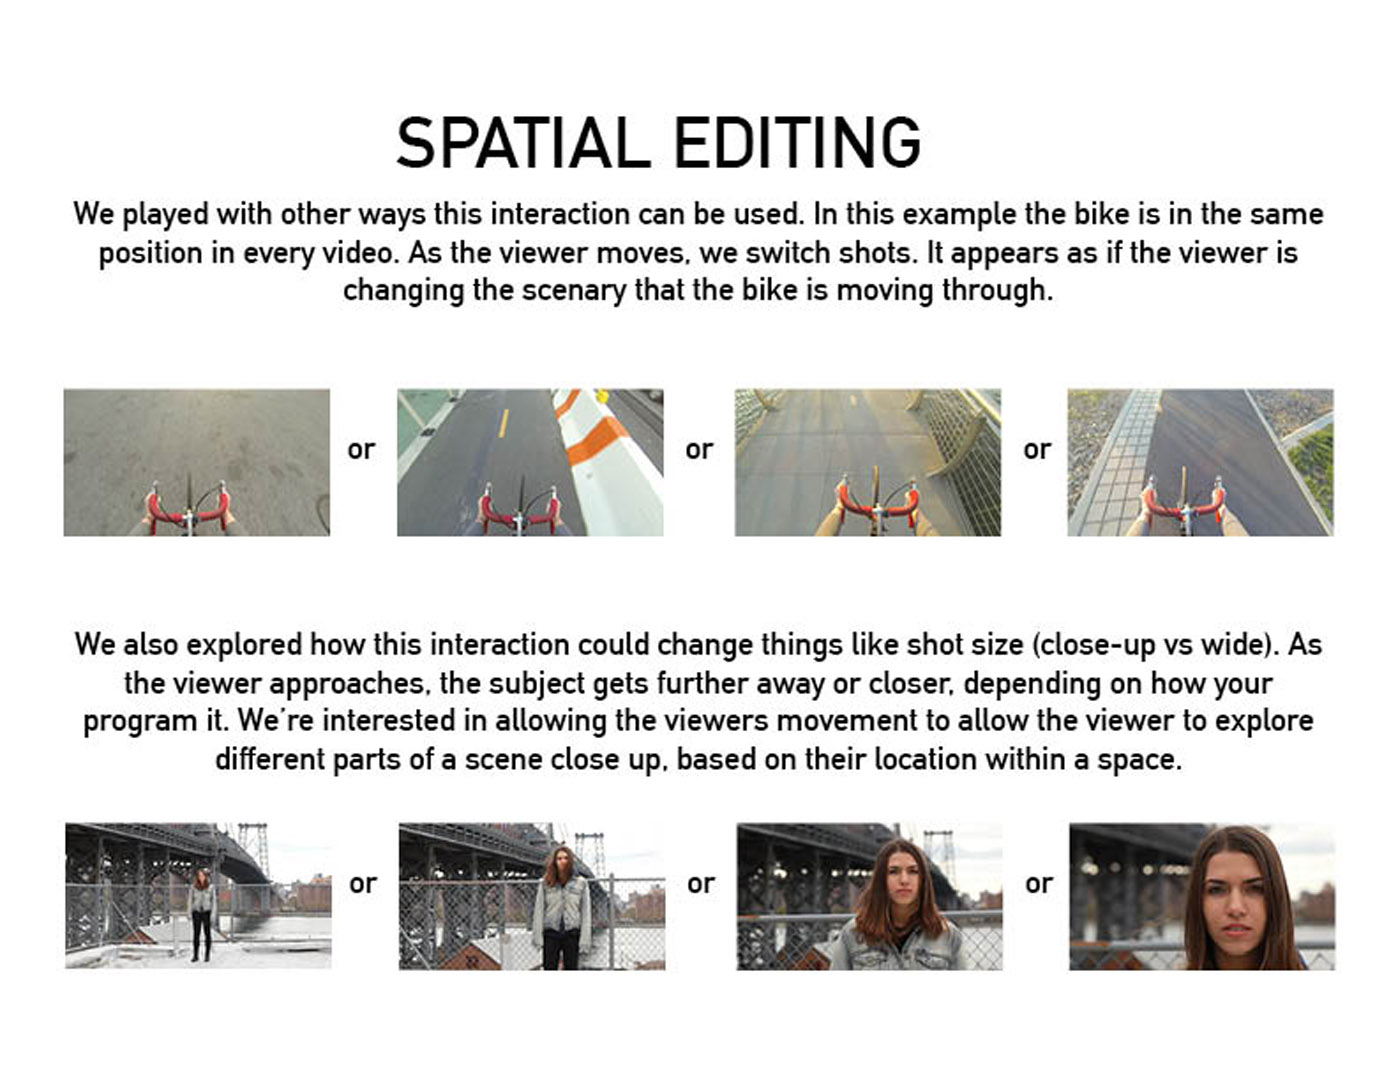 SPATIAL EDITING
We played with other ways this interaction can be used. In this example the bike is in the same
position in every video. As the viewer moves, we switch shots. It appears as if the viewer is
changing the scenary that the bike is moving through.
or or or
We also explored how this interaction could change things like shot size (close-up vs wide). As
the viewer approaches, the subject gets further away or closer, depending on how your
program it. We're interested in allowing the viewers movement to allow the viewer to explore
different parts of a scene close up, based on their location within a space.
or or or